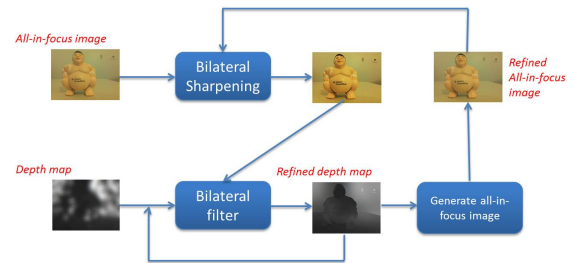 All-in-focus image
Bilateral
Sharpening
Refined
All-in-focus
image
Depth map
Refined depth map
Bilateral
filter
Generate all-in-
focus image